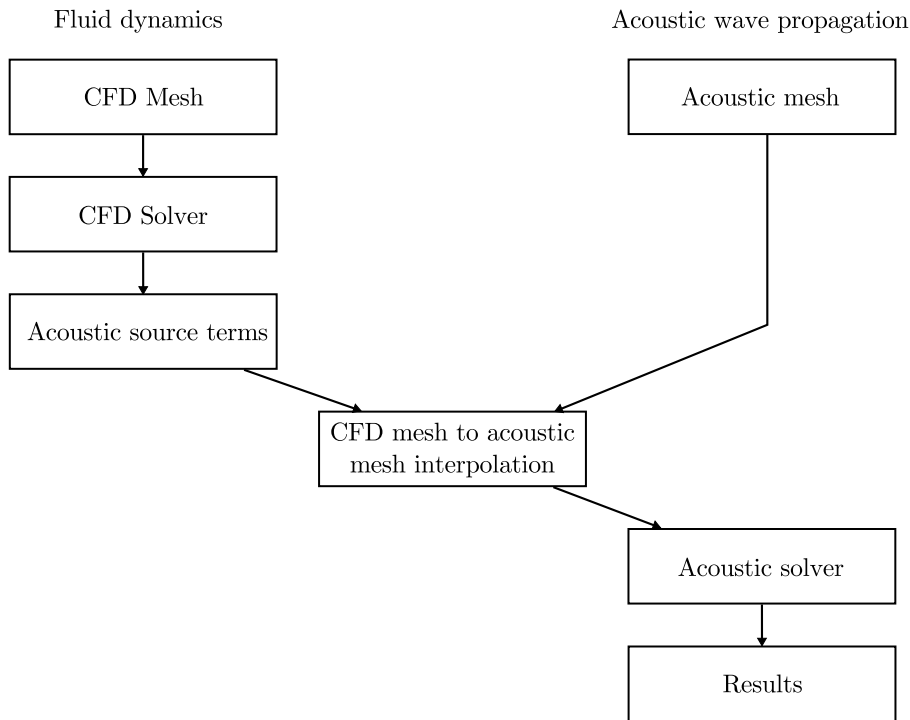 Fluid dynamics
Acoustic wave propagation
CFD Mesh
Acoustic mesh
CFD Solver
Acoustic source terms
CFD mesh to acoustic
mesh interpolation
Acoustic solver
Results